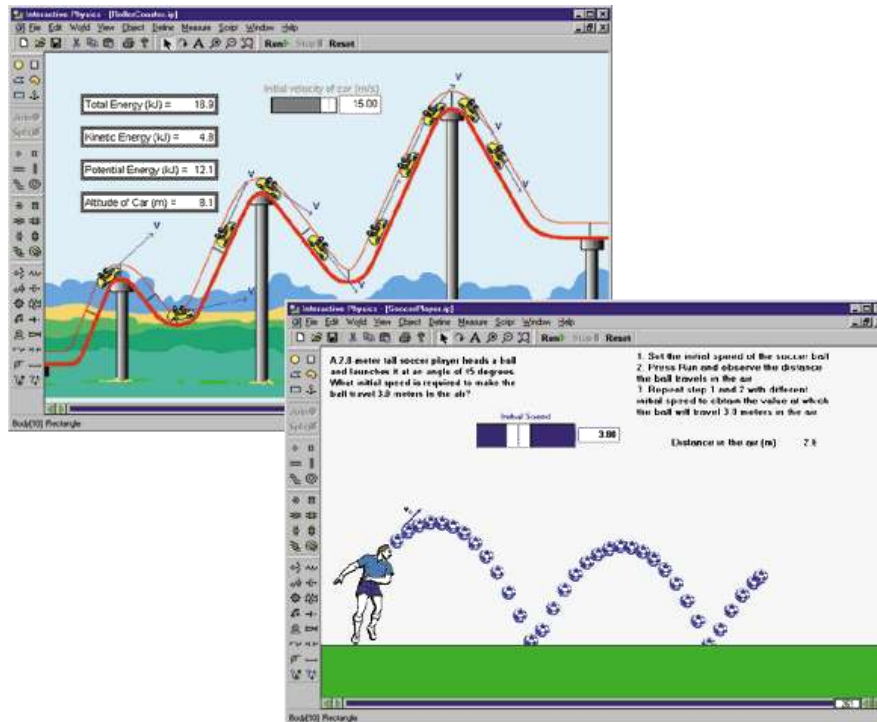 Interactive Physics - [RollerCoaster.ip]
File Edit World View Object Define Measure Script Window Help
Run Stop Reset
Initial velocity of car (m/s)
15.00
Total Energy (kJ) = 18.9
Kinetic Energy (kJ) = 4.8
Potential Energy (kJ) = 12.1
Altitude of Car (m) = 8.1
V
V
V
V
V
V
Body[10] Rectangle
Interactive Physics - [SoccerPlayer.ip]
File Edit World View Object Define Measure Script Window Help
Run Stop Reset
A 2.0 meter tall soccer player heads a ball
and launches it at an angle of 45 degrees.
What initial speed is required to make the
ball travel 3.0 meters in the air?
1. Set the initial speed of the soccer ball
2. Press Run and observe the distance
the ball travels in the air
3. Repeat step 1 and 2 with different
initial speed to obtain the value at which
the ball will travel 3.0 meters in the air
Initial Speed
Distance in the air (m)
Body[10] Rectangle